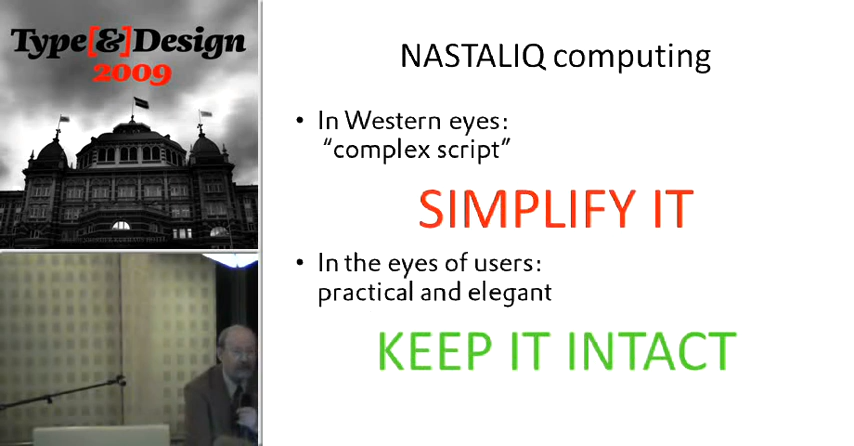 Type[&]Design
2009
NASTALIQ computing
• In Western eyes:
“complex script”
SIMPLIFY IT
• In the eyes of users:
practical and elegant
KEEP IT INTACT